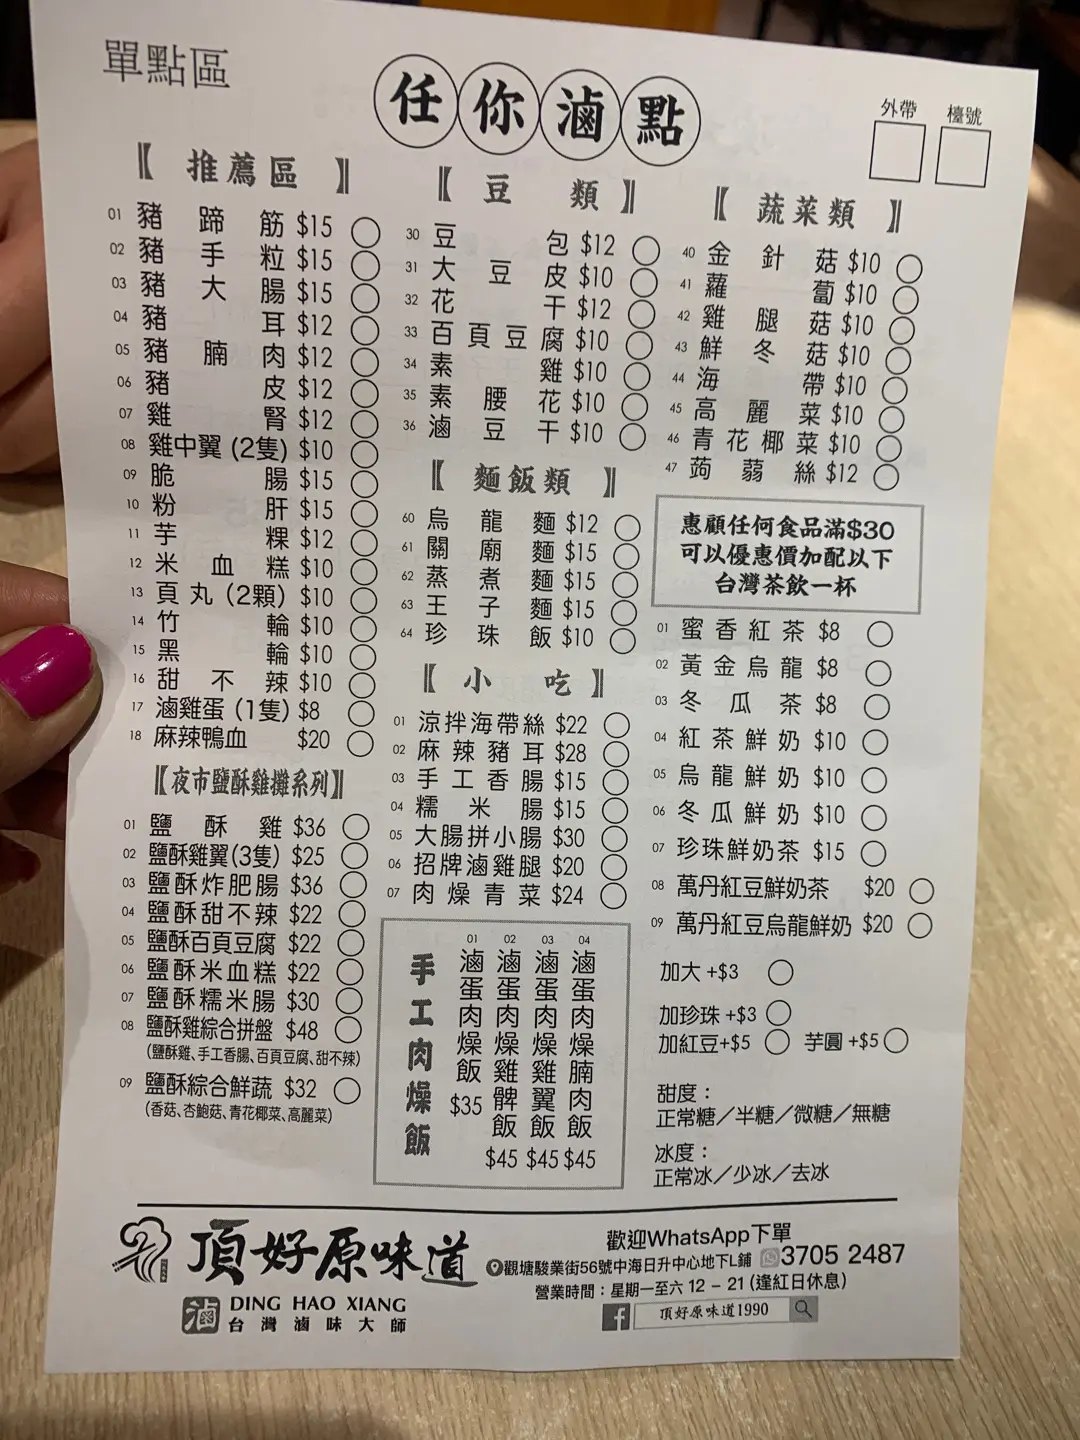 單點區
任你滷點
外帶 檯號
【 推薦區 】
01 豬蹄筋 $15
02 豬手粒 $15
03 豬大腸 $15
04 豬耳 $12
05 豬腩肉 $12
06 豬皮 $12
07 雞腎 $12
08 雞中翼 (2隻) $10
09 脆腸 $15
10 粉肝 $15
11 芋粿 $12
12 米血糕 $10
13 貢丸 (2顆) $10
14 竹輪 $10
15 黑輪 $10
16 甜不辣 $10
17 滷雞蛋 (1隻) $8
18 麻辣鴨血 $20
【夜市鹽酥雞攤系列】
01 鹽酥雞 $36
02 鹽酥雞翼(3隻) $25
03 鹽酥炸肥腸 $36
04 鹽酥甜不辣 $22
05 鹽酥百頁豆腐 $22
06 鹽酥米血糕 $22
07 鹽酥糯米腸 $30
08 鹽酥雞綜合拼盤 $48
(鹽酥雞、手工香腸、百頁豆腐、甜不辣)
09 鹽酥綜合鮮蔬 $32
(香菇、杏鮑菇、青花椰菜、高麗菜)
【 豆類 】
30 豆包 $12
31 大豆皮 $10
32 花干 $12
33 百頁豆腐 $10
34 素雞 $10
35 素腰花 $10
36 滷豆干 $10
【 麵飯類 】
60 烏龍麵 $12
61 關廟麵 $15
62 蒸煮麵 $15
63 王子麵 $15
64 珍珠飯 $10
【 小吃 】
01 涼拌海帶絲 $22
02 麻辣豬耳 $28
03 手工香腸 $15
04 糯米腸 $15
05 大腸拼小腸 $30
06 招牌滷雞腿 $20
07 肉燥青菜 $24
手工肉燥飯
01 滷蛋肉燥飯 $35
02 滷蛋肉燥雞髀飯 $45
03 滷蛋肉燥雞翼飯 $45
04 滷蛋肉燥腩肉飯 $45
【 蔬菜類 】
40 金針菇 $10
41 蘿蔔 $10
42 雞腿菇 $10
43 鮮冬菇 $10
44 海帶 $10
45 高麗菜 $10
46 青花椰菜 $10
47 蒟蒻絲 $12
惠顧任何食品滿$30
可以優惠價加配以下
台灣茶飲一杯
01 蜜香紅茶 $8
02 黃金烏龍 $8
03 冬瓜茶 $8
04 紅茶鮮奶 $10
05 烏龍鮮奶 $10
06 冬瓜鮮奶 $10
07 珍珠鮮奶茶 $15
08 萬丹紅豆鮮奶茶 $20
09 萬丹紅豆烏龍鮮奶 $20
加大 +$3
加珍珠 +$3
加紅豆+$5 芋圓 +$5
甜度：
正常糖／半糖／微糖／無糖
冰度：
正常冰／少冰／去冰
頂好原味道
滷 DING HAO XIANG
台灣滷味大師
歡迎WhatsApp下單
觀塘駿業街56號中海日升中心地下L鋪 3705 2487
營業時間：星期一至六 12 – 21 (逢紅日休息)
頂好原味道1990